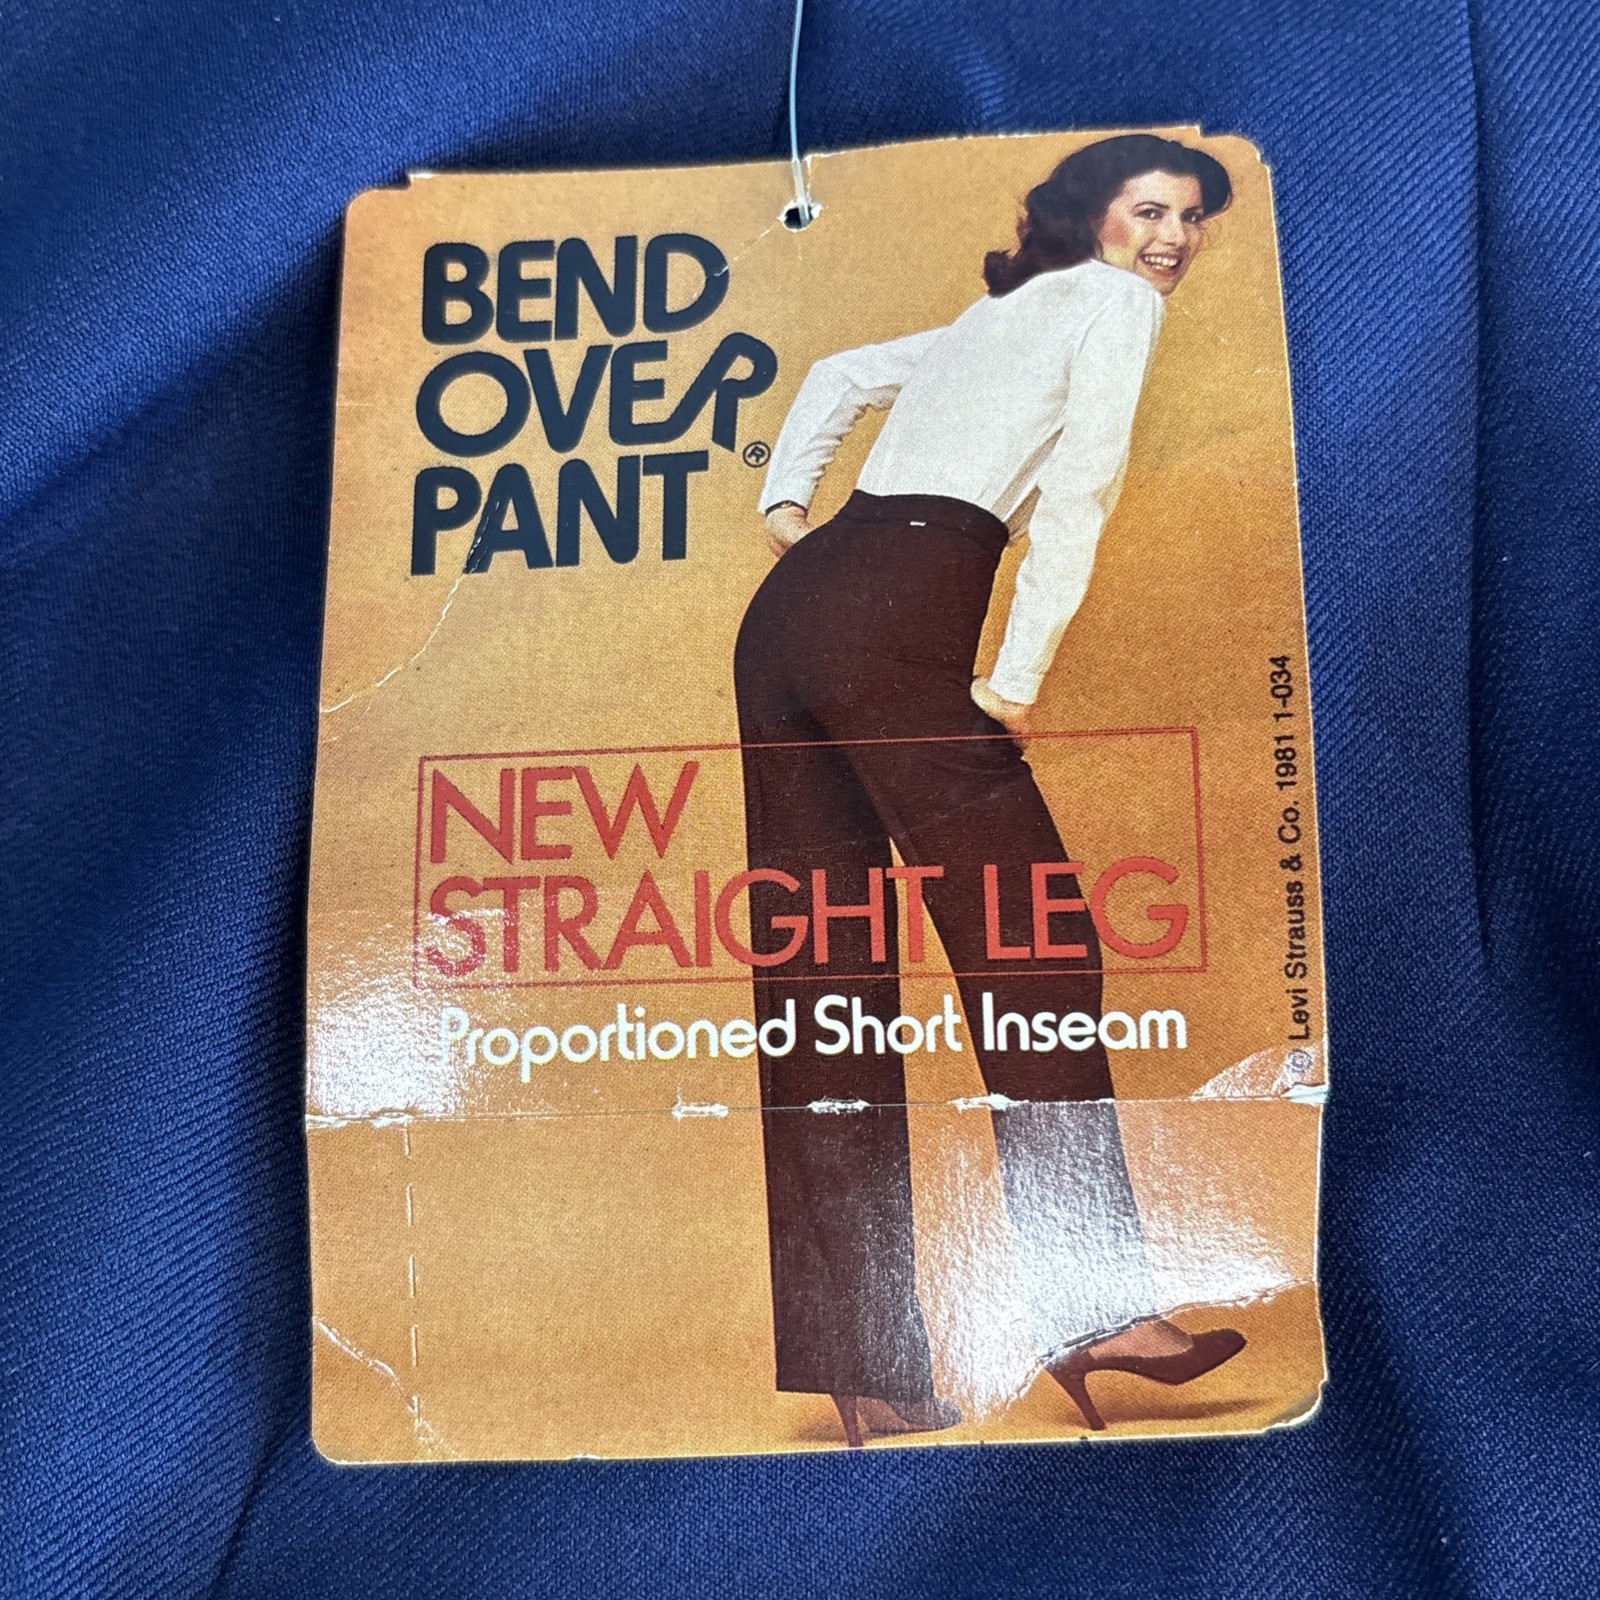 BEND
OVER
PANT®
NEW
STRAIGHT LEG
Proportioned Short Inseam
© Levi Strauss & Co. 1981 1-034